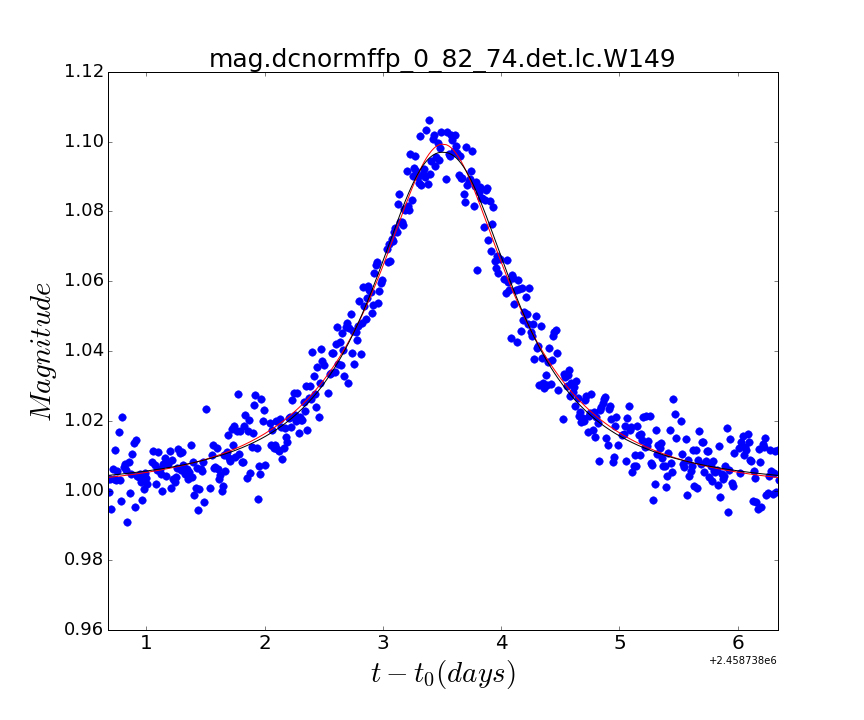 mag.dcnormffp_0_82_74.det.lc.W149
1.12
1.10
1.08
1.06
1.04
1.02
1.00
0.98
0.96
Magnitude
1 2 3 4 5 6
+2.458738e6
t − t₀(days)